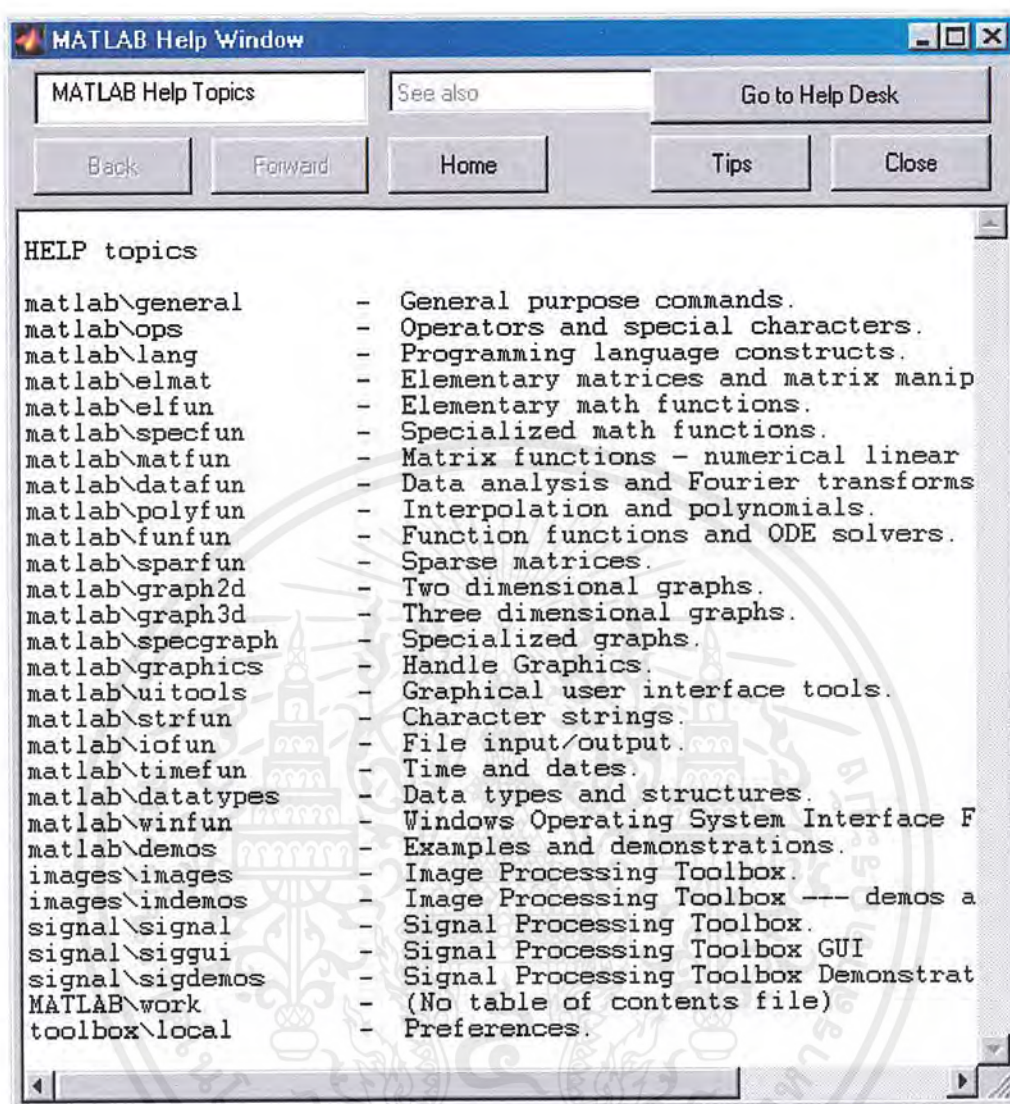 MATLAB Help Window
MATLAB Help Topics See also Go to Help Desk
Back Forward Home Tips Close
HELP topics
matlab\general - General purpose commands.
matlab\ops - Operators and special characters.
matlab\lang - Programming language constructs.
matlab\elmat - Elementary matrices and matrix manip
matlab\elfun - Elementary math functions.
matlab\specfun - Specialized math functions.
matlab\matfun - Matrix functions - numerical linear
matlab\datafun - Data analysis and Fourier transforms
matlab\polyfun - Interpolation and polynomials.
matlab\funfun - Function functions and ODE solvers.
matlab\sparfun - Sparse matrices.
matlab\graph2d - Two dimensional graphs.
matlab\graph3d - Three dimensional graphs.
matlab\specgraph - Specialized graphs.
matlab\graphics - Handle Graphics.
matlab\uitools - Graphical user interface tools.
matlab\strfun - Character strings.
matlab\iofun - File input/output.
matlab\timefun - Time and dates.
matlab\datatypes - Data types and structures.
matlab\winfun - Windows Operating System Interface F
matlab\demos - Examples and demonstrations.
images\images - Image Processing Toolbox.
images\imdemos - Image Processing Toolbox --- demos a
signal\signal - Signal Processing Toolbox.
signal\siggui - Signal Processing Toolbox GUI
signal\sigdemos - Signal Processing Toolbox Demonstrat
MATLAB\work - (No table of contents file)
toolbox\local - Preferences.